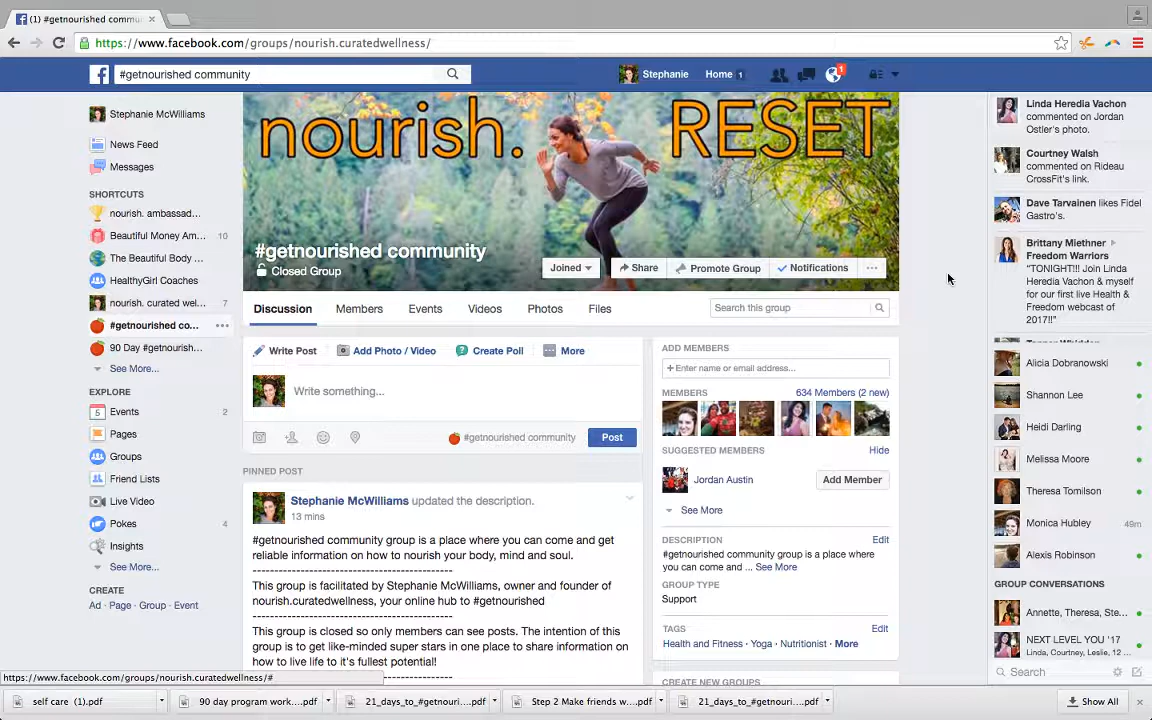 (1) #getnourished commu
https://www.facebook.com/groups/nourish.curatedwellness/
#getnourished community
Stephanie
Home 1
1
Stephanie McWilliams
News Feed
Messages
SHORTCUTS
nourish. ambassad...
Beautiful Money Am... 10
The Beautiful Body ...
HealthyGirl Coaches
nourish. curated wel... 7
#getnourished co...
90 Day #getnourish...
See More...
EXPLORE
5 Events 2
Pages
Groups
Friend Lists
Live Video
Pokes 4
Insights
See More...
CREATE
Ad · Page · Group · Event
nourish. RESET
#getnourished community
Closed Group
Joined
Share
Promote Group
Notifications
Discussion
Members
Events
Videos
Photos
Files
Search this group
Write Post
Add Photo / Video
Create Poll
More
Write something...
#getnourished community
Post
PINNED POST
Stephanie McWilliams updated the description.
13 mins
#getnourished community group is a place where you can come and get
reliable information on how to nourish your body, mind and soul.
--------------------------------------------------
This group is facilitated by Stephanie McWilliams, owner and founder of
nourish.curatedwellness, your online hub to #getnourished
--------------------------------------------------
This group is closed so only members can see posts. The intention of this
group is to get like-minded super stars in one place to share information on
how to live life to it's fullest potential!
--------------------------------------------------
ADD MEMBERS
+ Enter name or email address...
MEMBERS
634 Members (2 new)
SUGGESTED MEMBERS
Hide
Jordan Austin
Add Member
See More
DESCRIPTION
Edit
#getnourished community group is a place where
you can come and ... See More
GROUP TYPE
Support
TAGS
Edit
Health and Fitness · Yoga · Nutritionist · More
CREATE NEW GROUPS
Linda Heredia Vachon
commented on Jordan
Ostler's photo.
Courtney Walsh
commented on Rideau
CrossFit's link.
Dave Tarvainen likes Fidel
Gastro's.
Brittany Miethner
Freedom Warriors
"TONIGHT!!! Join Linda
Heredia Vachon & myself
for our first live Health &
Freedom webcast of
2017!!"
Alicia Dobranowski
Shannon Lee
Heidi Darling
Melissa Moore
Theresa Tomilson
Monica Hubley 49m
Alexis Robinson
GROUP CONVERSATIONS
Annette, Theresa, Ste...
NEXT LEVEL YOU '17
Linda, Courtney, Leslie, 12 ...
Search
https://www.facebook.com/groups/nourish.curatedwellness/#
self care (1).pdf
90 day program work....pdf
21_days_to_#getnouri....pdf
Step 2 Make friends w....pdf
21_days_to_#getnouri....pdf
Show All